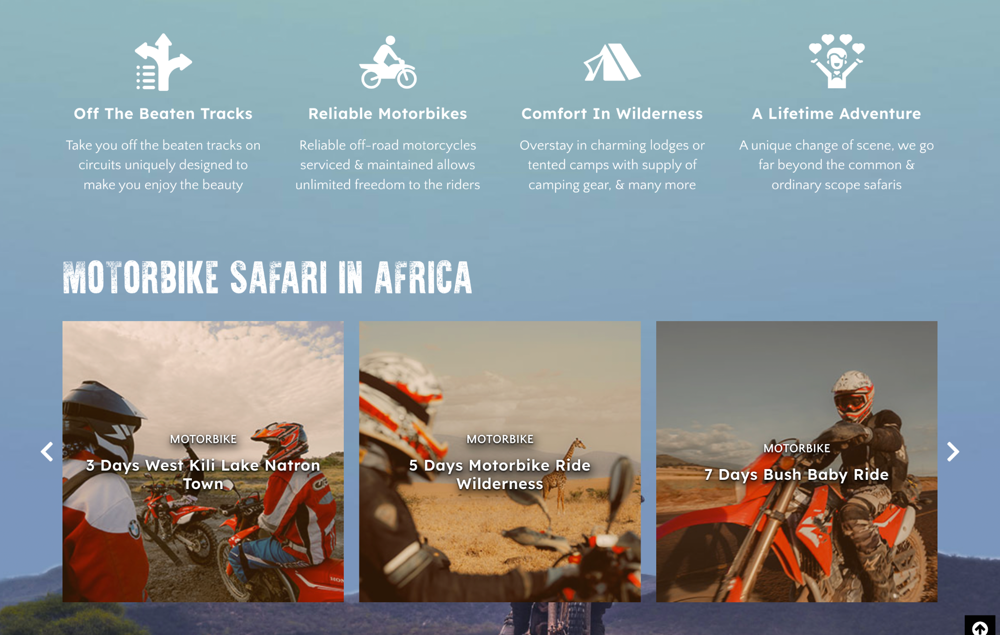 Off The Beaten Tracks
Take you off the beaten tracks on
circuits uniquely designed to
make you enjoy the beauty
Reliable Motorbikes
Reliable off-road motorcycles
serviced & maintained allows
unlimited freedom to the riders
Comfort In Wilderness
Overstay in charming lodges or
tented camps with supply of
camping gear, & many more
A Lifetime Adventure
A unique change of scene, we go
far beyond the common &
ordinary scope safaris
MOTORBIKE SAFARI IN AFRICA
MOTORBIKE
3 Days West Kili Lake Natron
Town
BMW
HON
MOTORBIKE
5 Days Motorbike Ride
Wilderness
MOTORBIKE
7 Days Bush Baby Ride